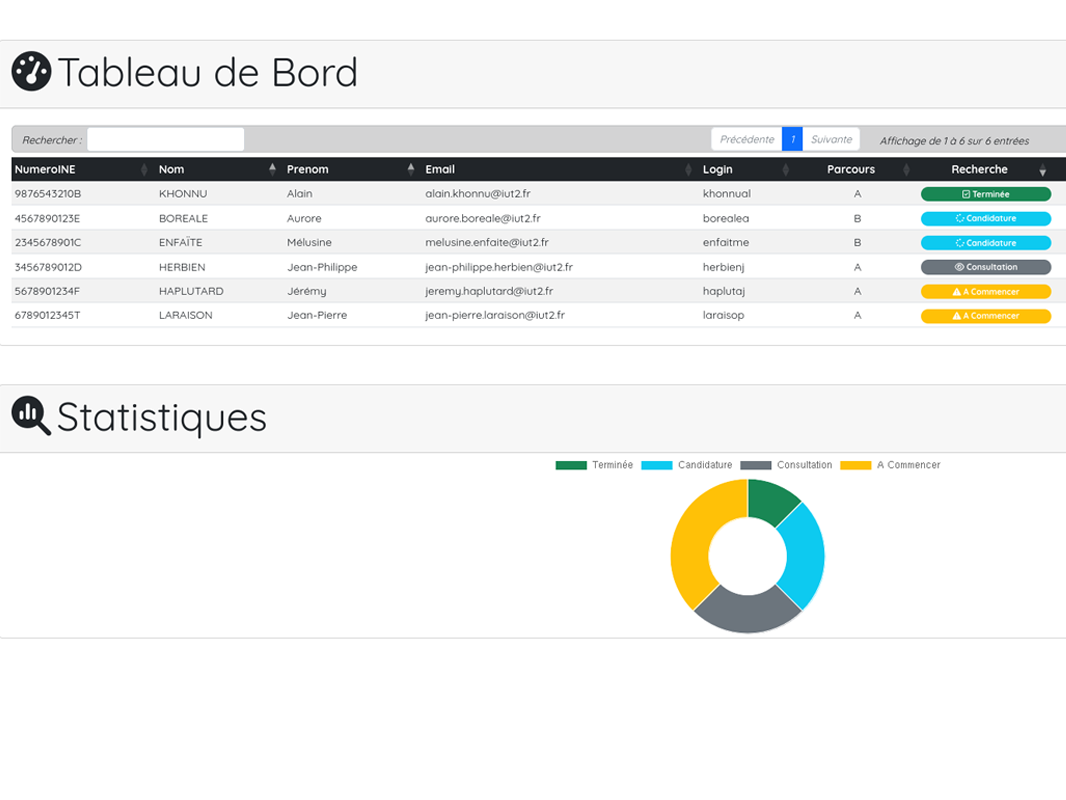 Tableau de Bord
Rechercher : Précédente 1 Suivante Affichage de 1 à 6 sur 6 entrées
NumeroINE Nom Prenom Email Login Parcours Recherche
9876543210B KHONNU Alain alain.khonnu@iut2.fr khonnual A Terminée
4567890123E BOREALE Aurore aurore.boreale@iut2.fr borealea B Candidature
2345678901C ENFAÏTE Mélusine melusine.enfaite@iut2.fr enfaitme B Candidature
3456789012D HERBIEN Jean-Philippe jean-philippe.herbien@iut2.fr herbienj A Consultation
5678901234F HAPLUTARD Jérémy jeremy.haplutard@iut2.fr haplutaj A A Commencer
6789012345T LARAISON Jean-Pierre jean-pierre.laraison@iut2.fr laraisop A A Commencer
Statistiques
Terminée Candidature Consultation A Commencer